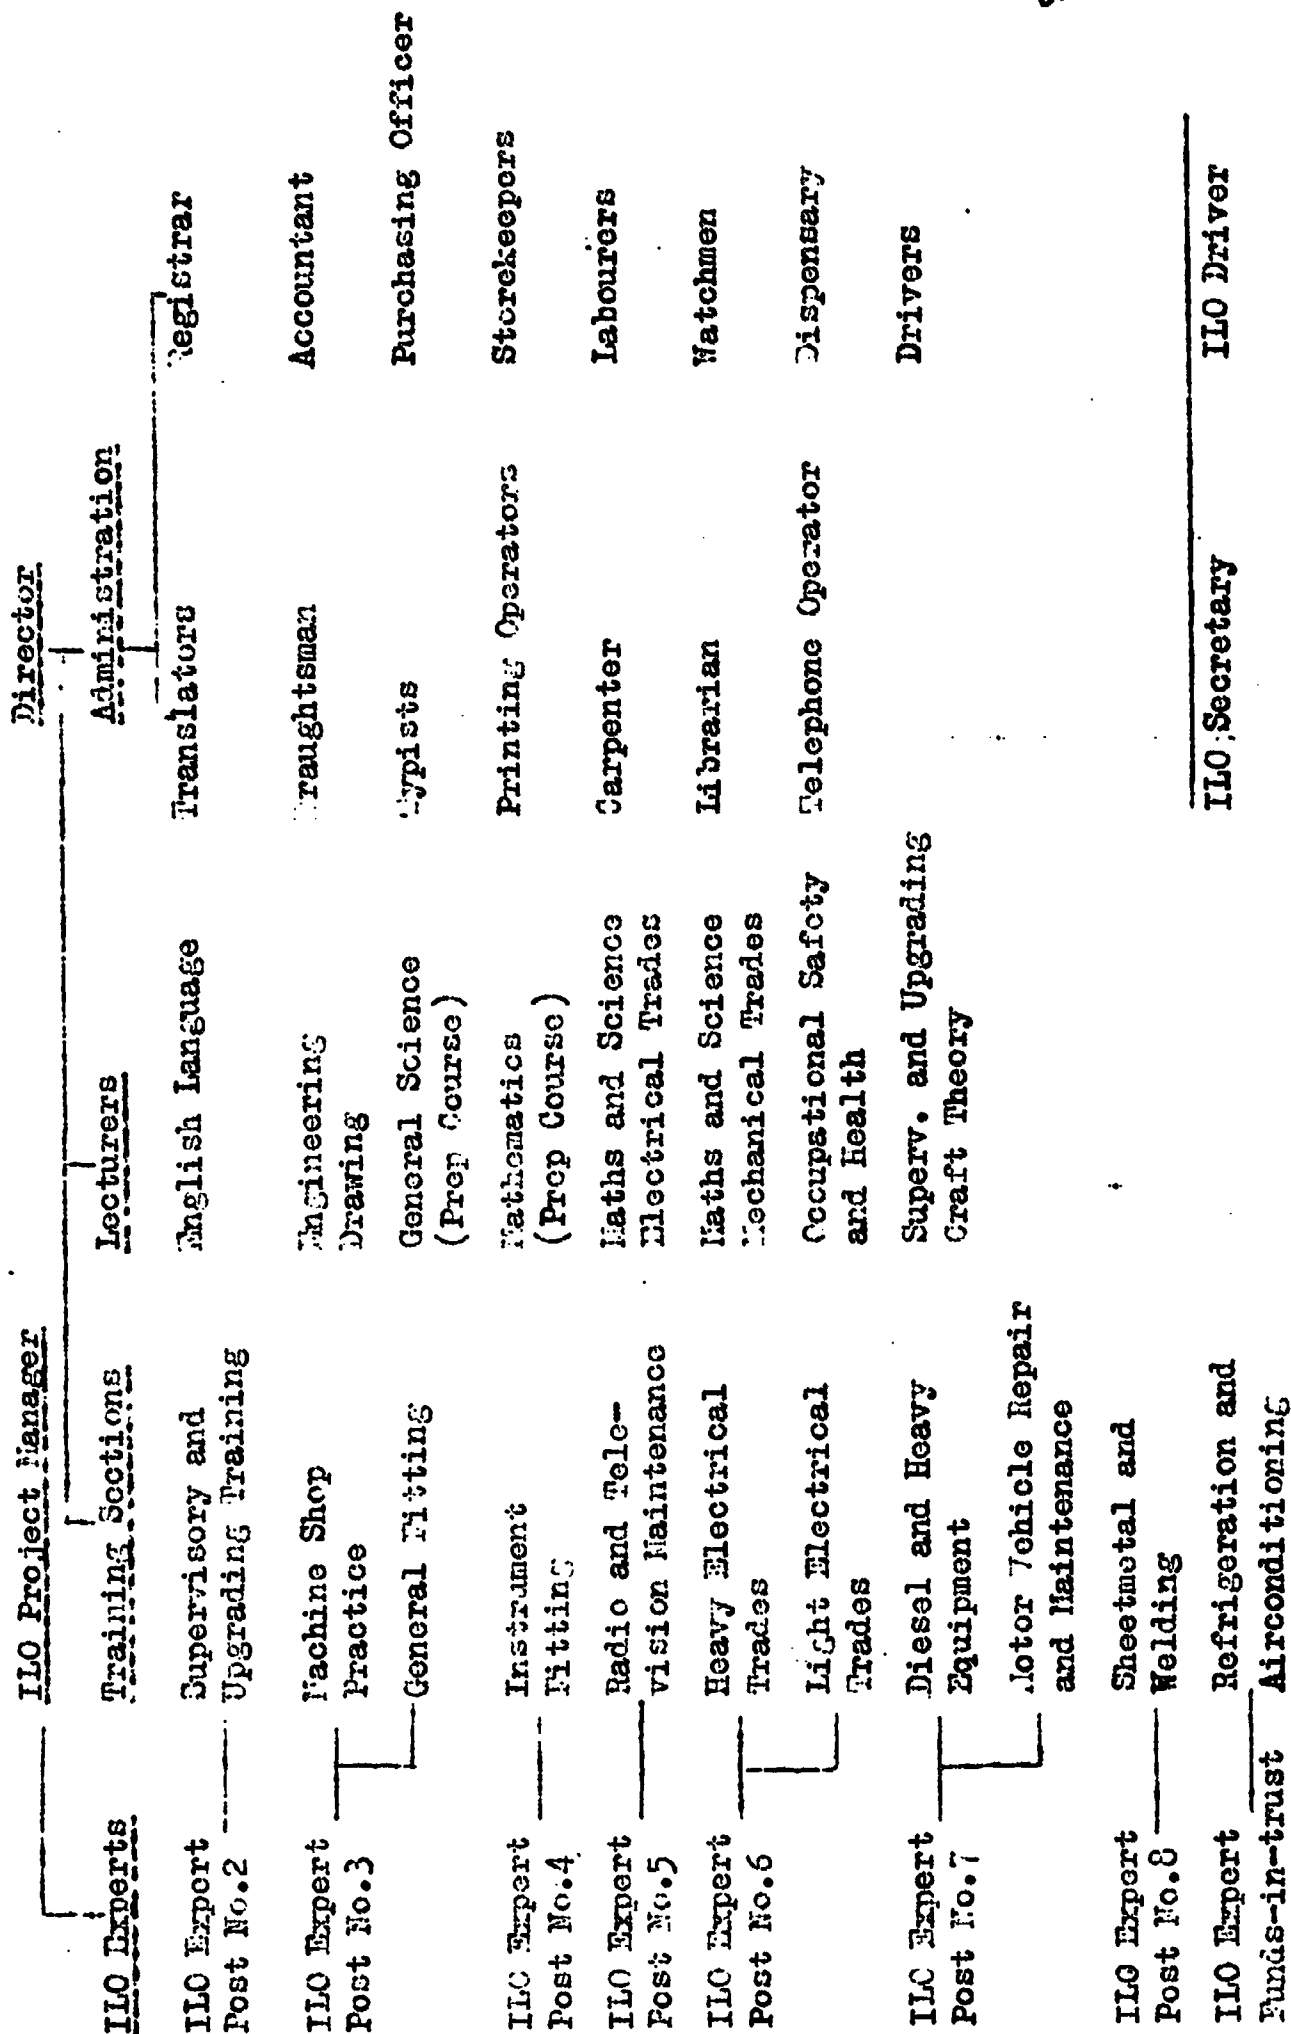 ILO Project Manager
Director
ILO Experts
Training Sections
Lecturers
Administration
ILO Expert
Post No.2
Supervisory and
Upgrading Training
English Language
Translators
Registrar
ILO Expert
Post No.3
Machine Shop
Practice
Engineering
Drawing
Draughtsman
Accountant
General Fitting
General Science
(Prep Course)
Typists
Purchasing Officer
ILO Expert
Post No.4
Instrument
Fitting
Mathematics
(Prep Course)
Printing Operators
Storekeepers
ILO Expert
Post No.5
Radio and Tele-
vision Maintenance
Maths and Science
Electrical Trades
Carpenter
Labourers
ILO Expert
Post No.6
Heavy Electrical
Trades
Maths and Science
Mechanical Trades
Librarian
Watchmen
Light Electrical
Trades
Occupational Safety
and Health
Telephone Operator
Dispensary
ILO Expert
Post No.7
Diesel and Heavy
Equipment
Superv. and Upgrading
Craft Theory
Drivers
Motor Vehicle Repair
and Maintenance
ILO Expert
Post No.8
Sheetmetal and
Welding
ILO Expert
Funds-in-trust
Refrigeration and
Airconditioning
ILO Secretary
ILO Driver